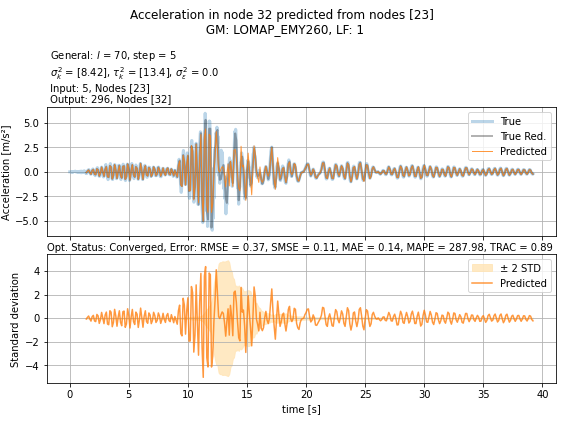 Acceleration in node 32 predicted from nodes [23]
GM: LOMAP_EMY260, LF: 1
General: l = 70, step = 5
σ²ₖ = [8.42], τ²ₖ = [13.4], σ²ε = 0.0
Input: 5, Nodes [23]
Output: 296, Nodes [32]
Acceleration [m/s²]
5.0
2.5
0.0
−2.5
−5.0
True
True Red.
Predicted
Opt. Status: Converged, Error: RMSE = 0.37, SMSE = 0.11, MAE = 0.14, MAPE = 287.98, TRAC = 0.89
Standard deviation
4
2
0
−2
−4
± 2 STD
Predicted
0 5 10 15 20 25 30 35 40
time [s]